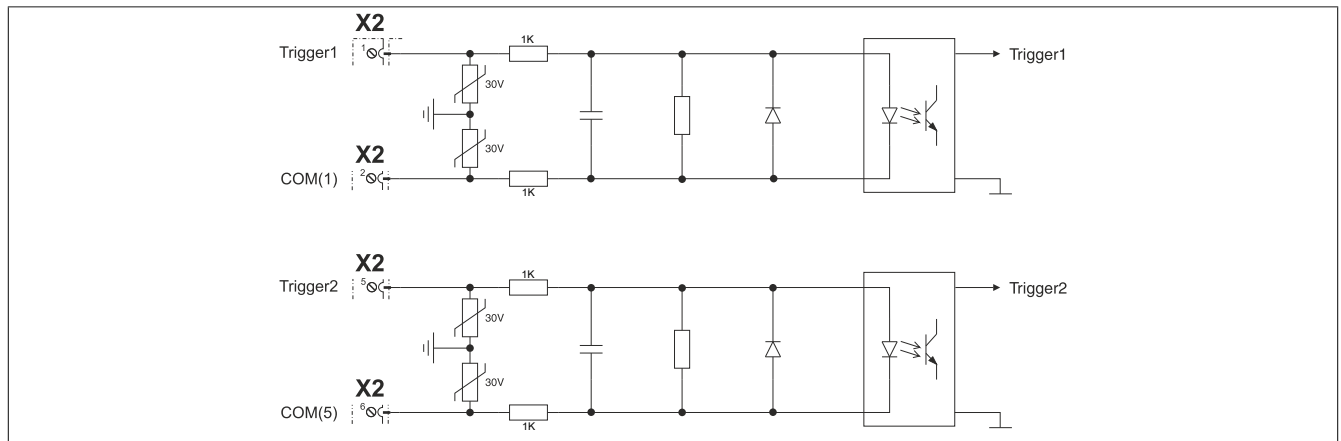 X2
Trigger1
1
1K
Trigger1
30V
30V
X2
COM(1)
2
1K
X2
Trigger2
5
1K
Trigger2
30V
30V
X2
COM(5)
6
1K